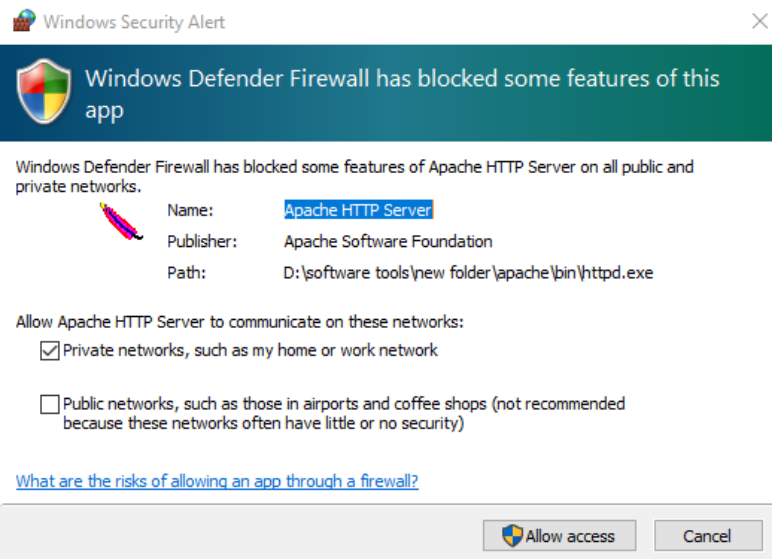 Windows Security Alert
Windows Defender Firewall has blocked some features of this
app
Windows Defender Firewall has blocked some features of Apache HTTP Server on all public and
private networks.
Name: Apache HTTP Server
Publisher: Apache Software Foundation
Path: D:\software tools\new folder\apache\bin\httpd.exe
Allow Apache HTTP Server to communicate on these networks:
Private networks, such as my home or work network
Public networks, such as those in airports and coffee shops (not recommended
because these networks often have little or no security)
What are the risks of allowing an app through a firewall?
Allow access Cancel